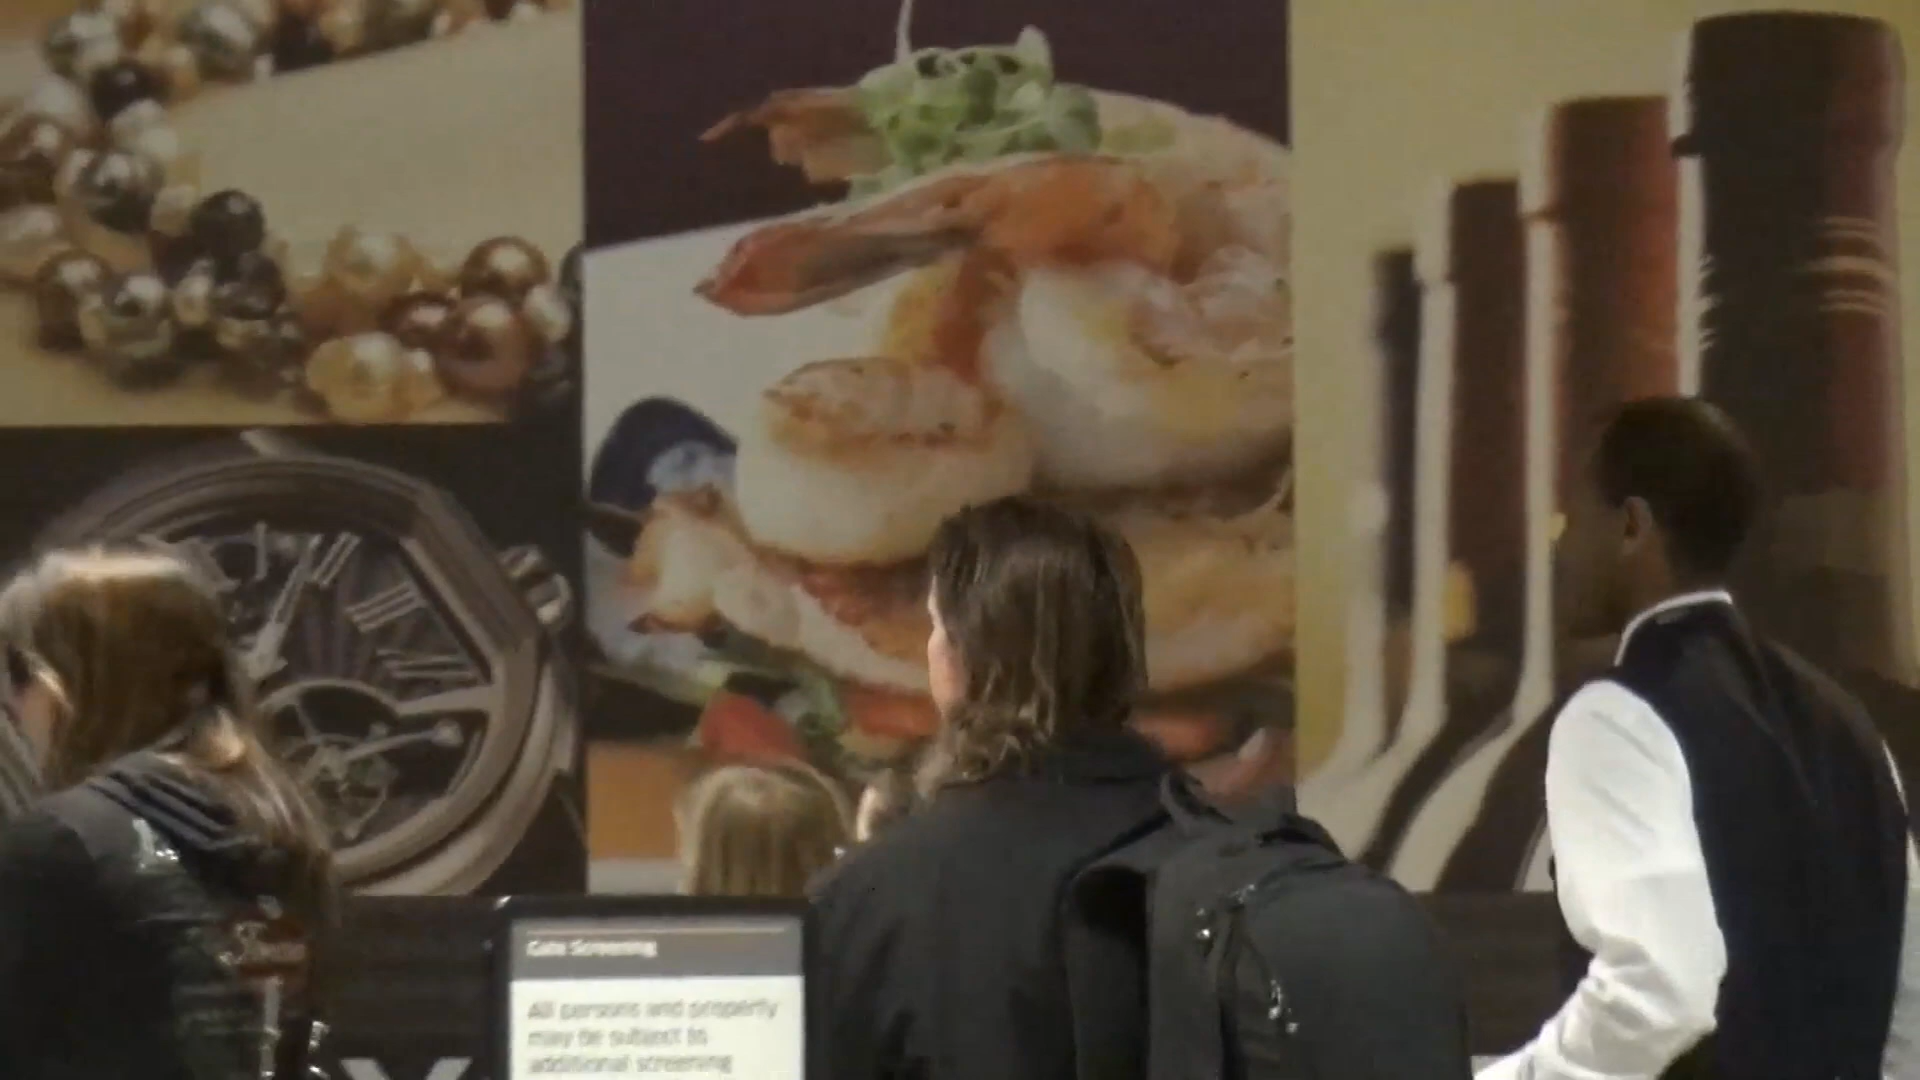 Gate Screening
All persons and property
may be subject to
additional screening